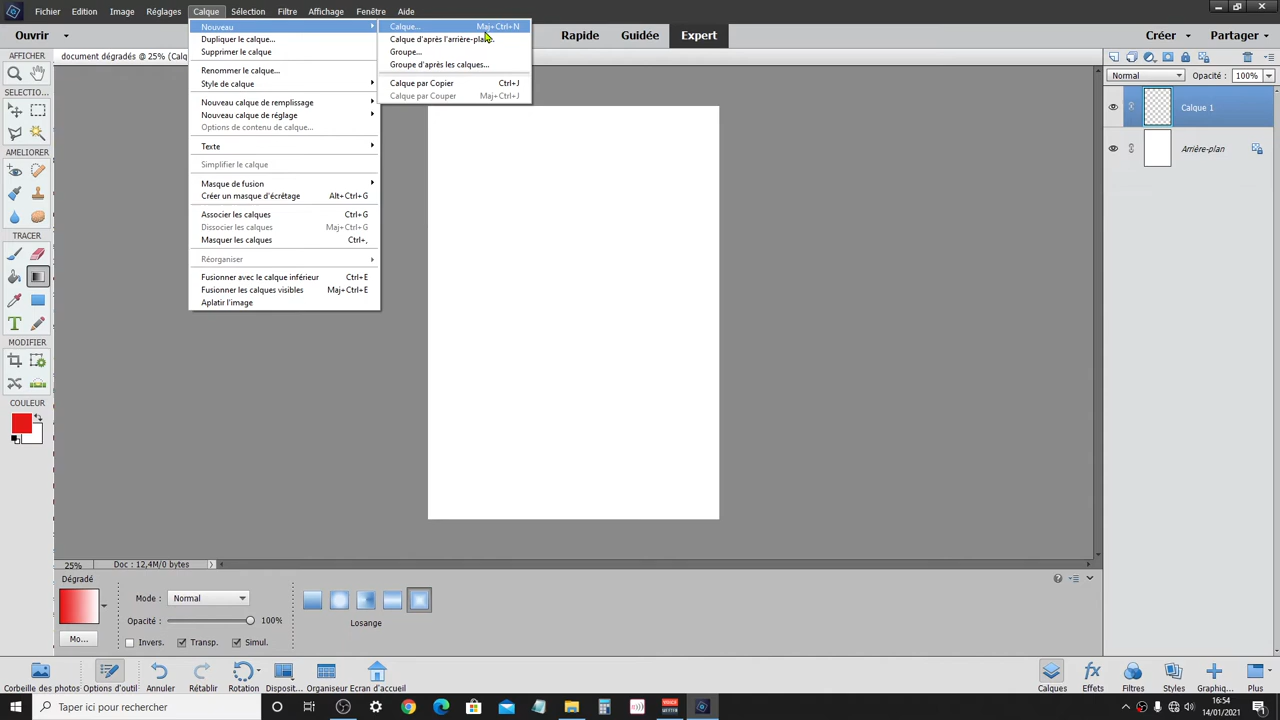 Fichier Edition Image Réglages Calque Sélection Filtre Affichage Fenêtre Aide
Ouvrir
Rapide Guidée Expert
Créer Partager
document dégradés @ 25% (Calq
Nouveau
Dupliquer le calque...
Supprimer le calque
Renommer le calque...
Style de calque
Nouveau calque de remplissage
Nouveau calque de réglage
Options de contenu de calque...
Texte
Simplifier le calque
Masque de fusion
Créer un masque d'écrêtage Alt+Ctrl+G
Associer les calques Ctrl+G
Dissocier les calques Maj+Ctrl+G
Masquer les calques Ctrl+,
Réorganiser
Fusionner avec le calque inférieur Ctrl+E
Fusionner les calques visibles Maj+Ctrl+E
Aplatir l'image
Calque... Maj+Ctrl+N
Calque d'après l'arrière-plan...
Groupe...
Groupe d'après les calques...
Calque par Copier Ctrl+J
Calque par Couper Maj+Ctrl+J
AFFICHER
SELECTIO...
AMELIORER
TRACER
MODIFIER
COULEUR
Normal Opacité : 100%
Calque 1
Arrière-plan
25% Doc : 12,4M/0 bytes
Dégradé
Mo...
Mode : Normal
Opacité : 100%
Invers. Transp. Simul.
Losange
Corbeille des photos Options d'outil Annuler Rétablir Rotation Disposit... Organiseur Ecran d'accueil
Calques Effets Filtres Styles Graphiq... Plus
Taper ici pour rechercher
16:54
14/01/2021